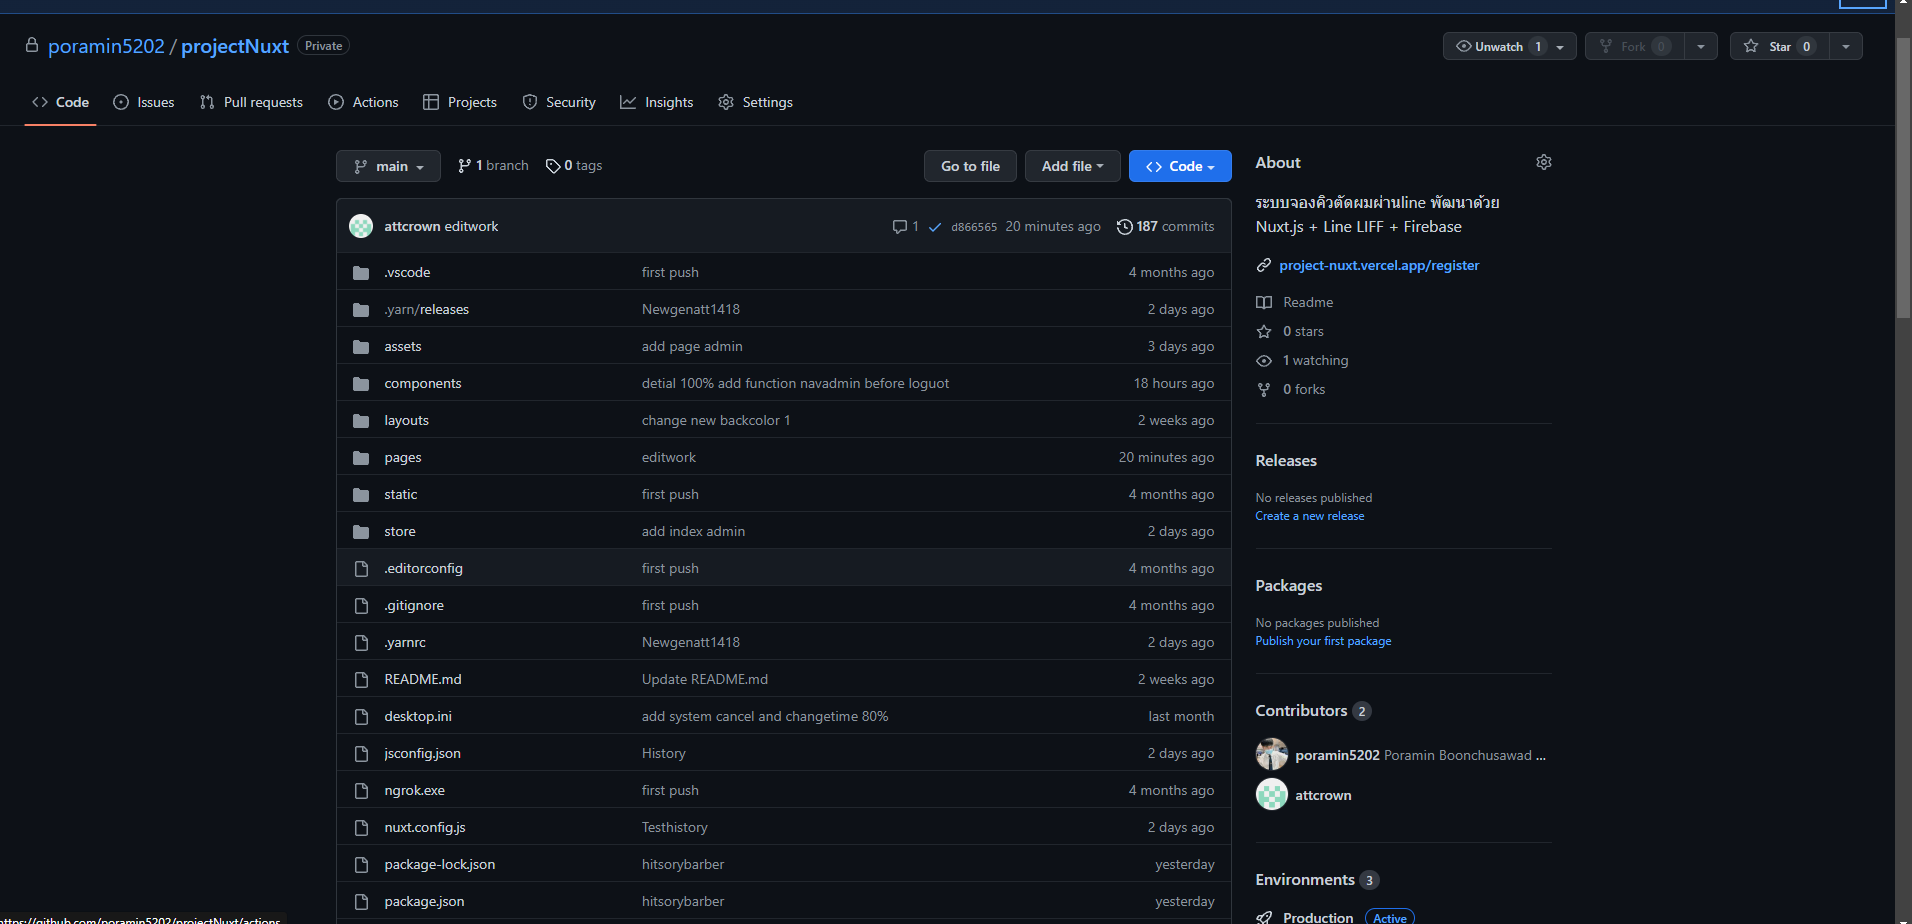 poramin5202 / projectNuxt Private
Unwatch 1 Fork 0 Star 0
Code Issues Pull requests Actions Projects Security Insights Settings
main 1 branch 0 tags Go to file Add file Code
attcrown editwork 1 d866565 20 minutes ago 187 commits
.vscode first push 4 months ago
.yarn/releases Newgenatt1418 2 days ago
assets add page admin 3 days ago
components detial 100% add function navadmin before loguot 18 hours ago
layouts change new backcolor 1 2 weeks ago
pages editwork 20 minutes ago
static first push 4 months ago
store add index admin 2 days ago
.editorconfig first push 4 months ago
.gitignore first push 4 months ago
.yarnrc Newgenatt1418 2 days ago
README.md Update README.md 2 weeks ago
desktop.ini add system cancel and changetime 80% last month
jsconfig.json History 2 days ago
ngrok.exe first push 4 months ago
nuxt.config.js Testhistory 2 days ago
package-lock.json hitsorybarber yesterday
package.json hitsorybarber yesterday
About
ระบบจองคิวตัดผมผ่านline พัฒนาด้วย
Nuxt.js + Line LIFF + Firebase
project-nuxt.vercel.app/register
Readme
0 stars
1 watching
0 forks
Releases
No releases published
Create a new release
Packages
No packages published
Publish your first package
Contributors 2
poramin5202 Poramin Boonchusawad ...
attcrown
Environments 3
Production Active
https://github.com/poramin5202/projectNuxt/actions